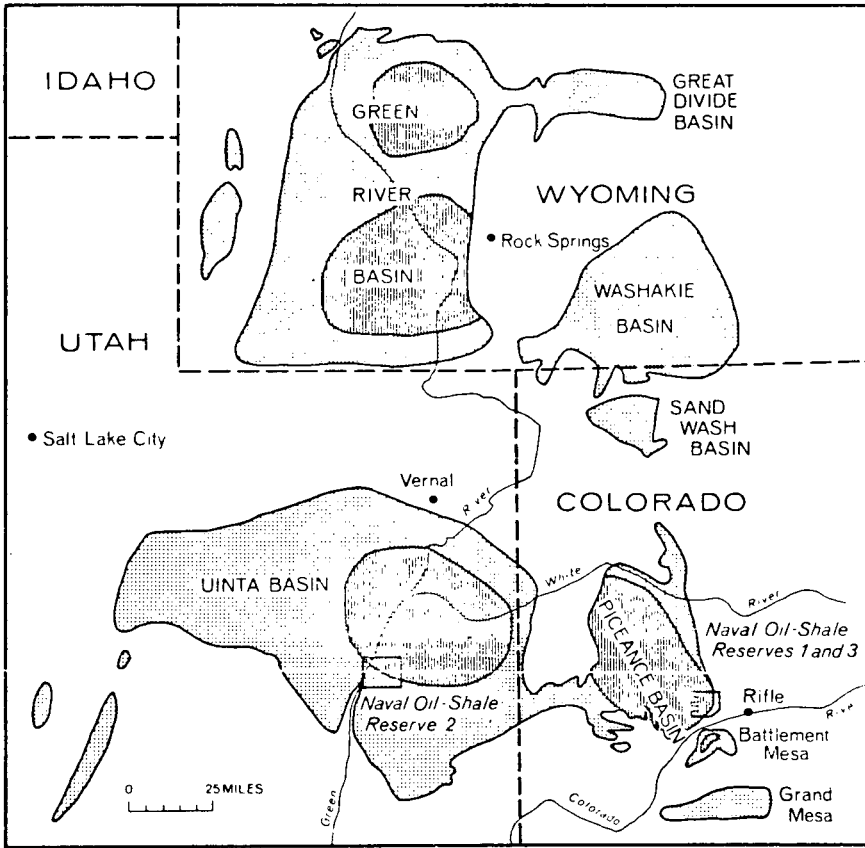 IDAHO
GREEN
RIVER
BASIN
GREAT
DIVIDE
BASIN
WYOMING
Rock Springs
WASHAKIE
BASIN
UTAH
Salt Lake City
SAND
WASH
BASIN
Vernal
River
COLORADO
UINTA BASIN
White
River
PICEANCE BASIN
Naval Oil-Shale
Reserves 1 and 3
Naval Oil-Shale
Reserve 2
Rifle
Rive
Battlement
Mesa
0 25 MILES
Green
Colorado
Grand
Mesa